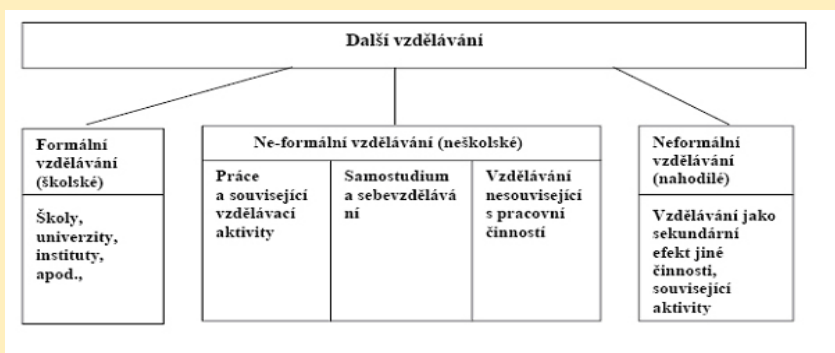 Další vzdělávání
Formální
vzdělávání
(školské)
Školy,
univerzity,
instituty,
apod.,
Ne-formální vzdělávání (neškolské)
Práce
a související
vzdělávací
aktivity
Samostudium
a sebevzdělává
ní
Vzdělávání
nesouvisející
s pracovní
činností
Neformální
vzdělávání
(nahodilé)
Vzdělávání jako
sekundární
efekt jiné
činnosti,
související
aktivity